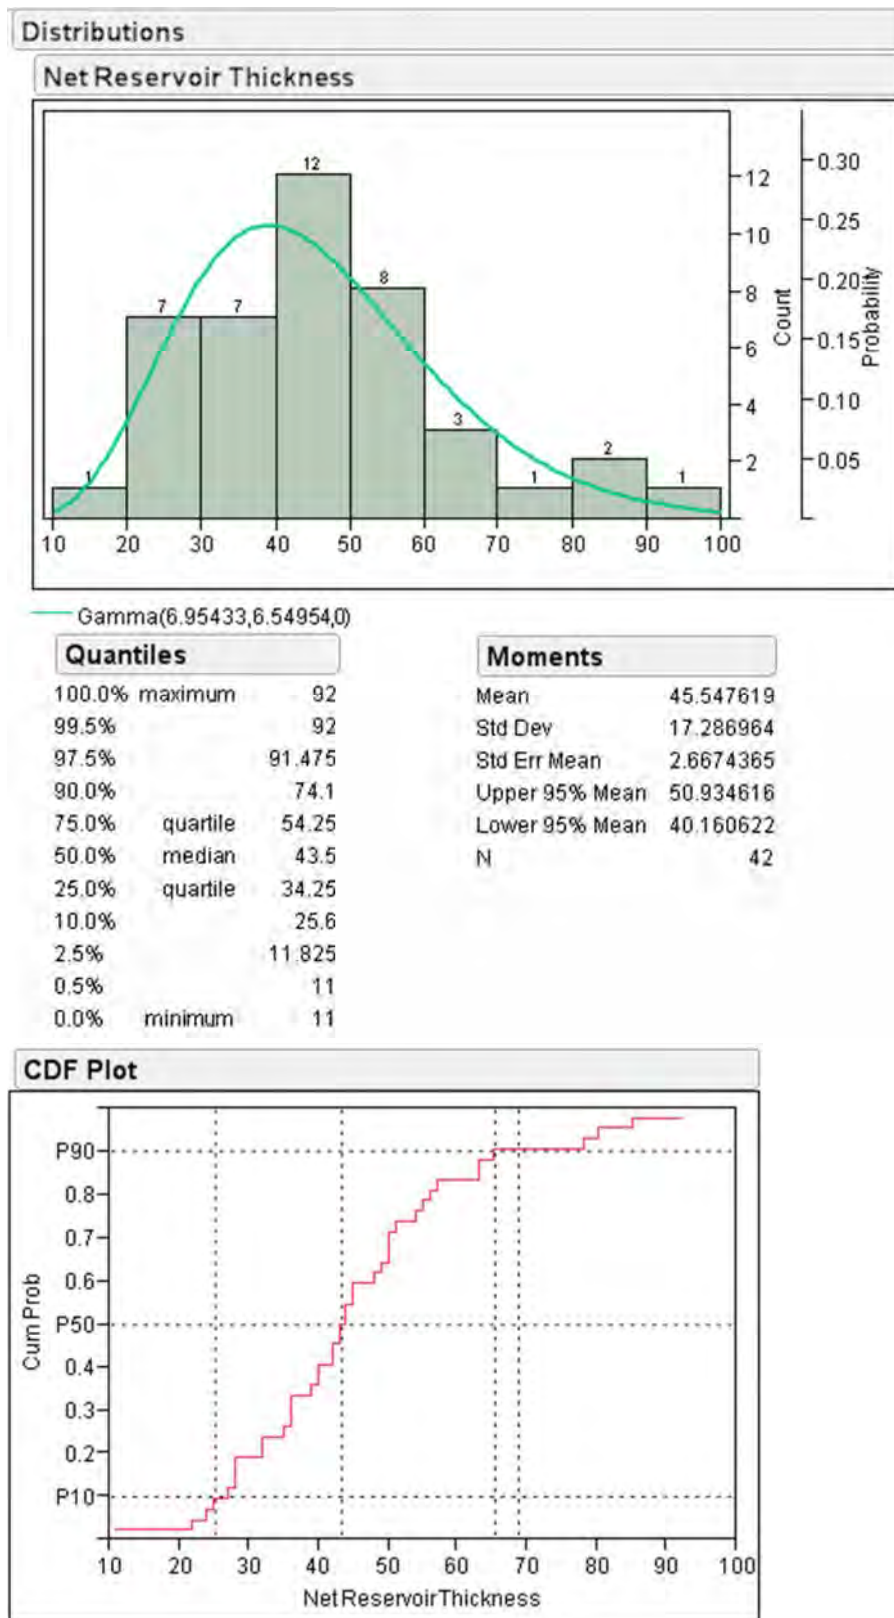 Distributions
Net Reservoir Thickness
12
7 7 8 3 1 1 2 1
12 10 8 6 4 2
Count
0.30 0.25 0.20 0.15 0.10 0.05
Probability
10 20 30 40 50 60 70 80 90 100
Gamma(6.95433,6.54954,0)
Quantiles
100.0% maximum 92
99.5% 92
97.5% 91.475
90.0% 74.1
75.0% quartile 54.25
50.0% median 43.5
25.0% quartile 34.25
10.0% 25.6
2.5% 11.825
0.5% 11
0.0% minimum 11
Moments
Mean 45.547619
Std Dev 17.286964
Std Err Mean 2.6674365
Upper 95% Mean 50.934616
Lower 95% Mean 40.160622
N 42
CDF Plot
P90
0.8
0.7
0.6
P50
0.4
0.3
0.2
P10
Cum Prob
10 20 30 40 50 60 70 80 90 100
Net Reservoir Thickness